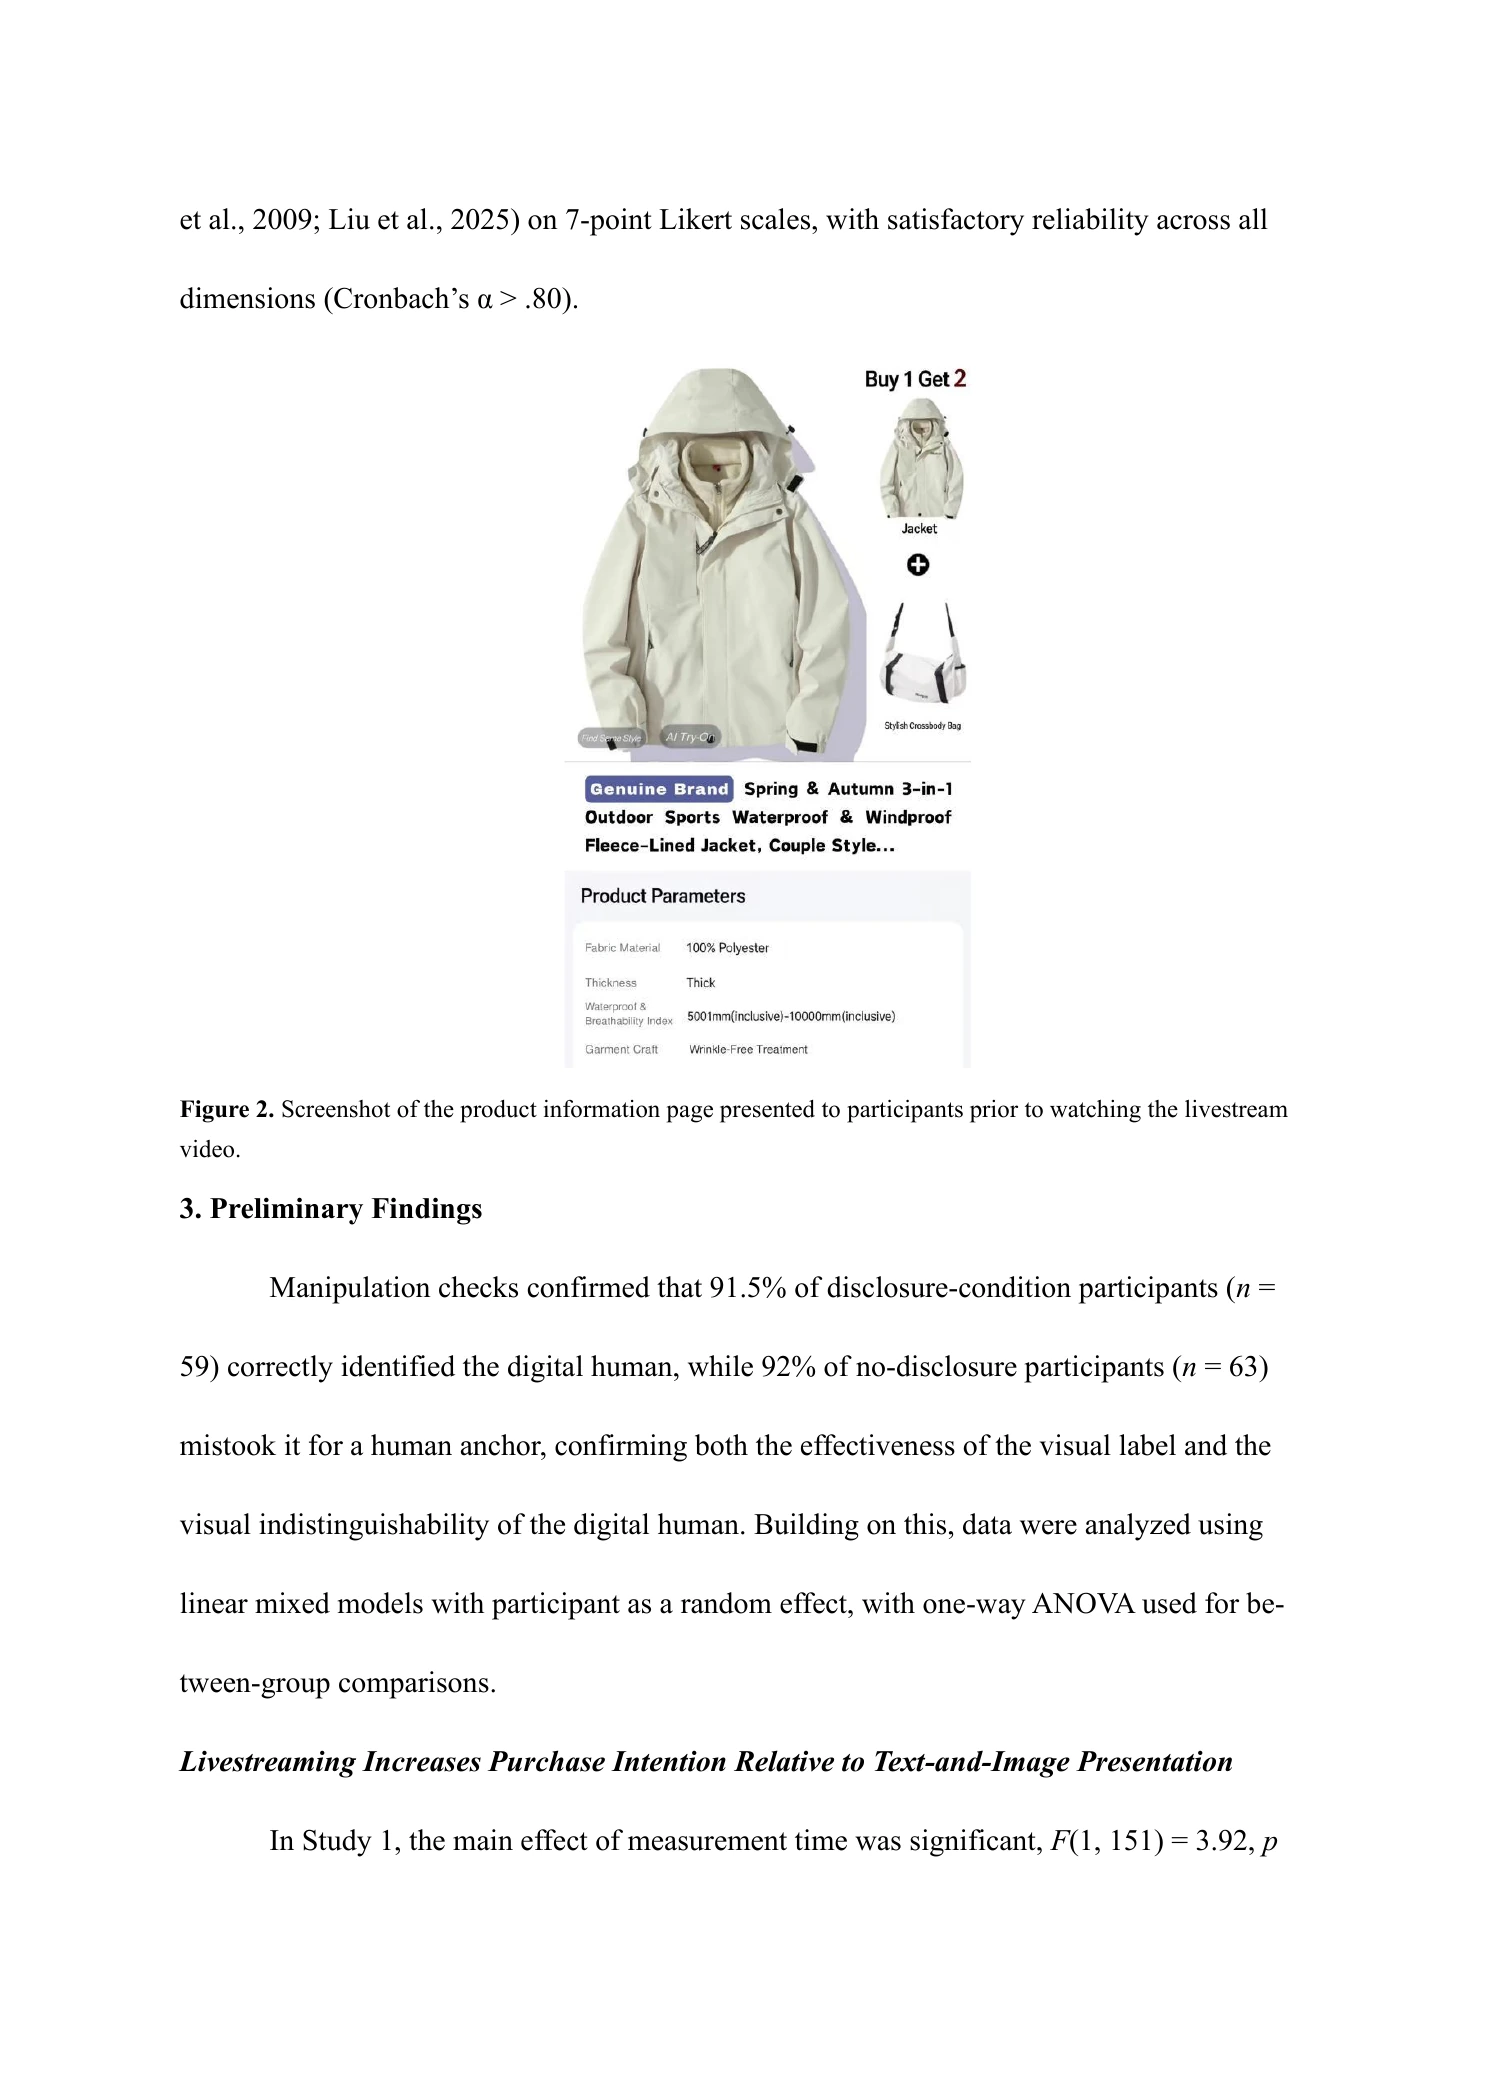 et al., 2009; Liu et al., 2025) on 7-point Likert scales, with satisfactory reliability across all
dimensions (Cronbach’s α > .80).
Buy 1 Get 2
Jacket
Stylish Crossbody Bag
Find Same Style
AI Try-On
Genuine Brand Spring & Autumn 3-in-1
Outdoor Sports Waterproof & Windproof
Fleece-Lined Jacket, Couple Style...
Product Parameters
Fabric Material 100% Polyester
Thickness Thick
Waterproof &
Breathability Index 5001mm(inclusive)-10000mm(inclusive)
Garment Craft Wrinkle-Free Treatment
Figure 2. Screenshot of the product information page presented to participants prior to watching the livestream
video.
3. Preliminary Findings
Manipulation checks confirmed that 91.5% of disclosure-condition participants (n =
59) correctly identified the digital human, while 92% of no-disclosure participants (n = 63)
mistook it for a human anchor, confirming both the effectiveness of the visual label and the
visual indistinguishability of the digital human. Building on this, data were analyzed using
linear mixed models with participant as a random effect, with one-way ANOVA used for be-
tween-group comparisons.
Livestreaming Increases Purchase Intention Relative to Text-and-Image Presentation
In Study 1, the main effect of measurement time was significant, F(1, 151) = 3.92, p